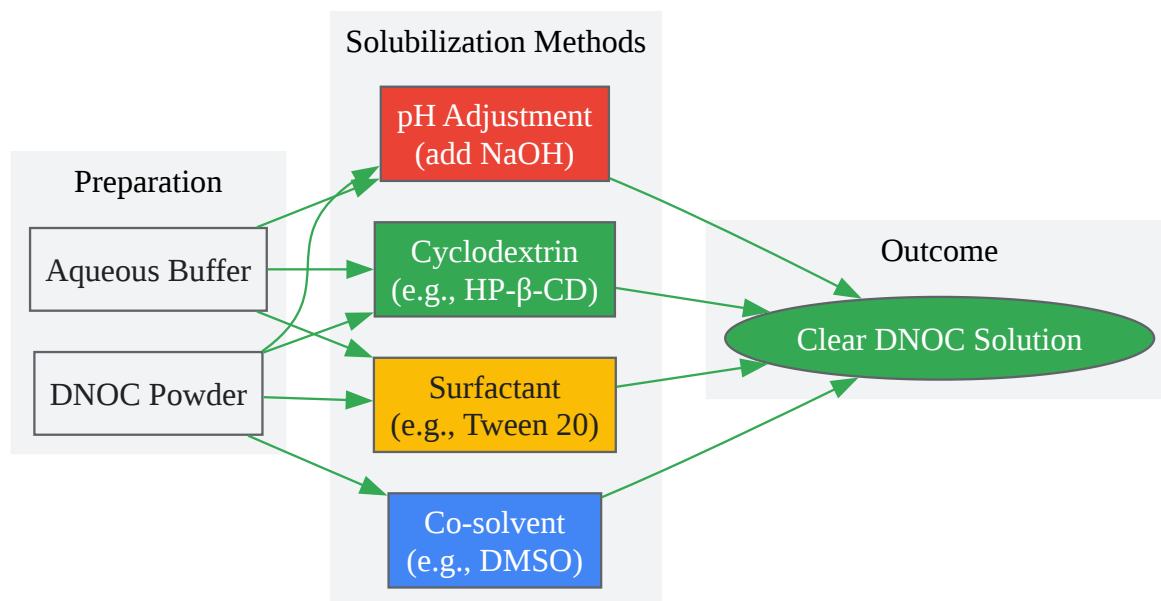 Preparation
Aqueous Buffer
DNOC Powder
Solubilization Methods
pH Adjustment
(add NaOH)
Cyclodextrin
(e.g., HP-β-CD)
Surfactant
(e.g., Tween 20)
Co-solvent
(e.g., DMSO)
Outcome
Clear DNOC Solution